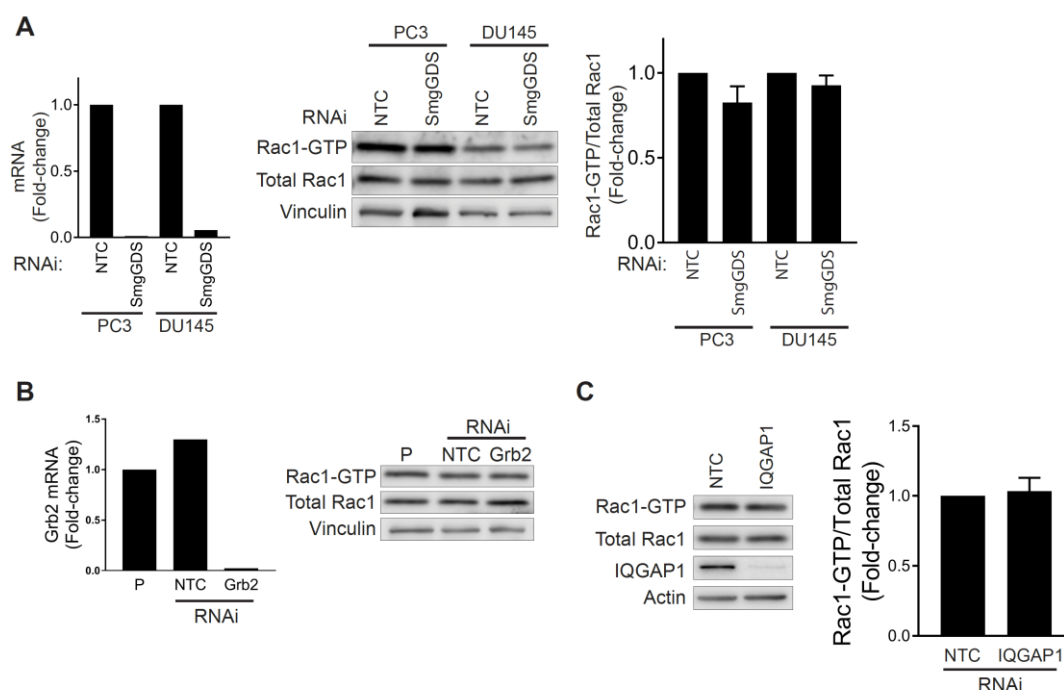 A
mRNA
(Fold-change)
1.0
0.5
0.0
RNAi:
NTC
SmgGDS
NTC
SmgGDS
PC3
DU145
PC3
DU145
RNAi
NTC
SmgGDS
NTC
SmgGDS
Rac1-GTP
Total Rac1
Vinculin
Rac1-GTP/Total Rac1
(Fold-change)
1.0
0.5
0
RNAi:
NTC
SmgGDS
NTC
SmgGDS
PC3
DU145
B
Grb2 mRNA
(Fold-change)
1.5
1.0
0.5
0.0
P
NTC
Grb2
RNAi
RNAi
P
NTC
Grb2
Rac1-GTP
Total Rac1
Vinculin
C
NTC
IQGAP1
Rac1-GTP
Total Rac1
IQGAP1
Actin
Rac1-GTP/Total Rac1
(Fold-change)
1.5
1.0
0.5
0.0
NTC
IQGAP1
RNAi